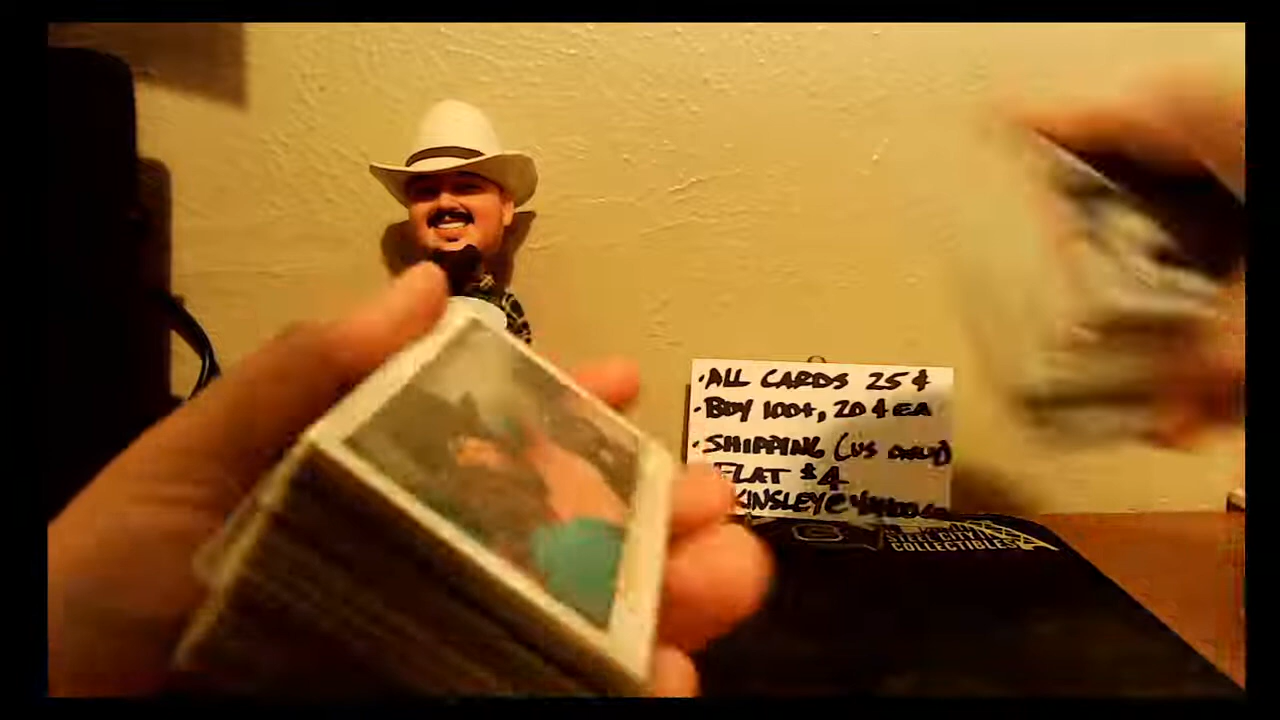 ·ALL CARDS 25¢
·BUY 100+, 20¢ EA
·SHIPPING (US ONLY)
FLAT $4
STEEL CITY
COLLECTIBLES